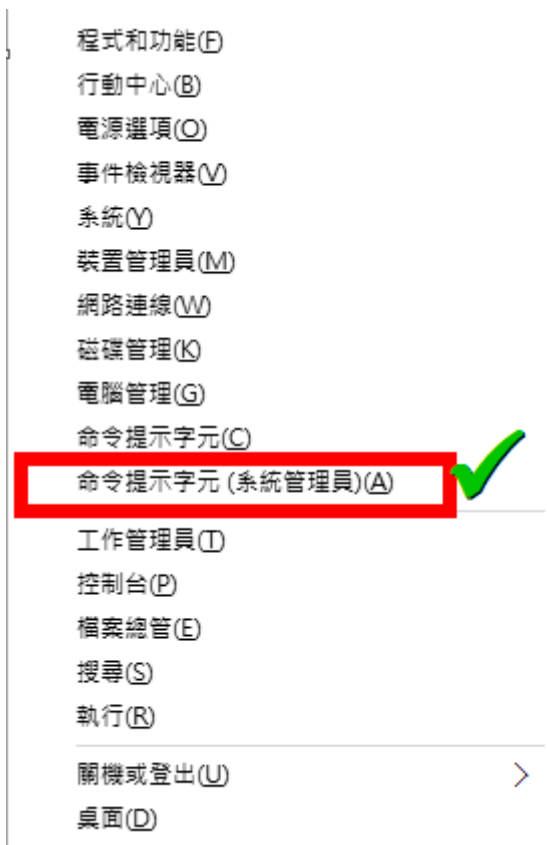 程式和功能(F)
行動中心(B)
電源選項(O)
事件檢視器(V)
系統(Y)
裝置管理員(M)
網路連線(W)
磁碟管理(K)
電腦管理(G)
命令提示字元(C)
命令提示字元 (系統管理員)(A)
工作管理員(T)
控制台(P)
檔案總管(E)
搜尋(S)
執行(R)
關機或登出(U)
桌面(D)